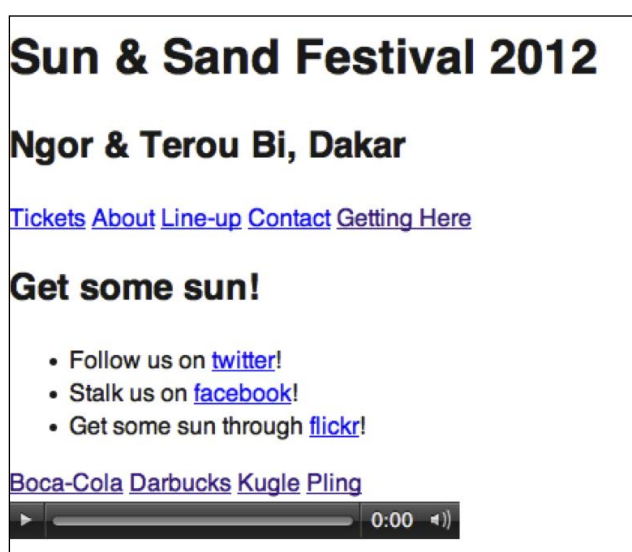 Sun & Sand Festival 2012
Ngor & Terou Bi, Dakar
Tickets About Line-up Contact Getting Here
Get some sun!
• Follow us on twitter!
• Stalk us on facebook!
• Get some sun through flickr!
Boca-Cola Darbucks Kugle Pling
0:00